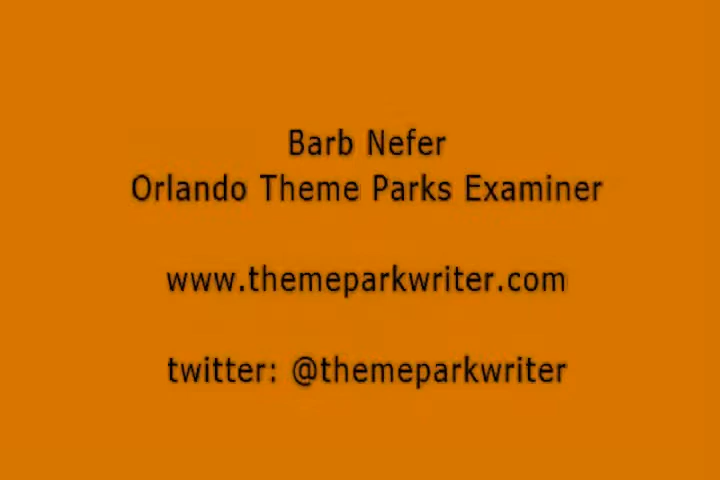 Barb Nefer
Orlando Theme Parks Examiner
www.themeparkwriter.com
twitter: @themeparkwriter